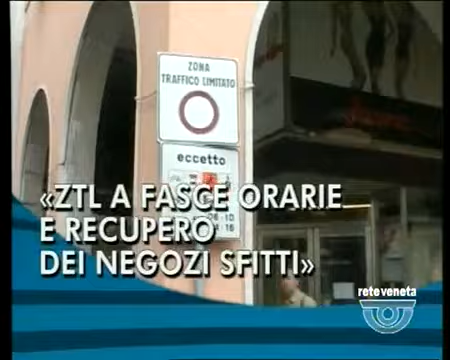 ZONA
TRAFFICO LIMITATO
eccetto
«ZTL A FASCE ORARIE
E RECUPERO
DEI NEGOZI SFITTI»
reteveneta